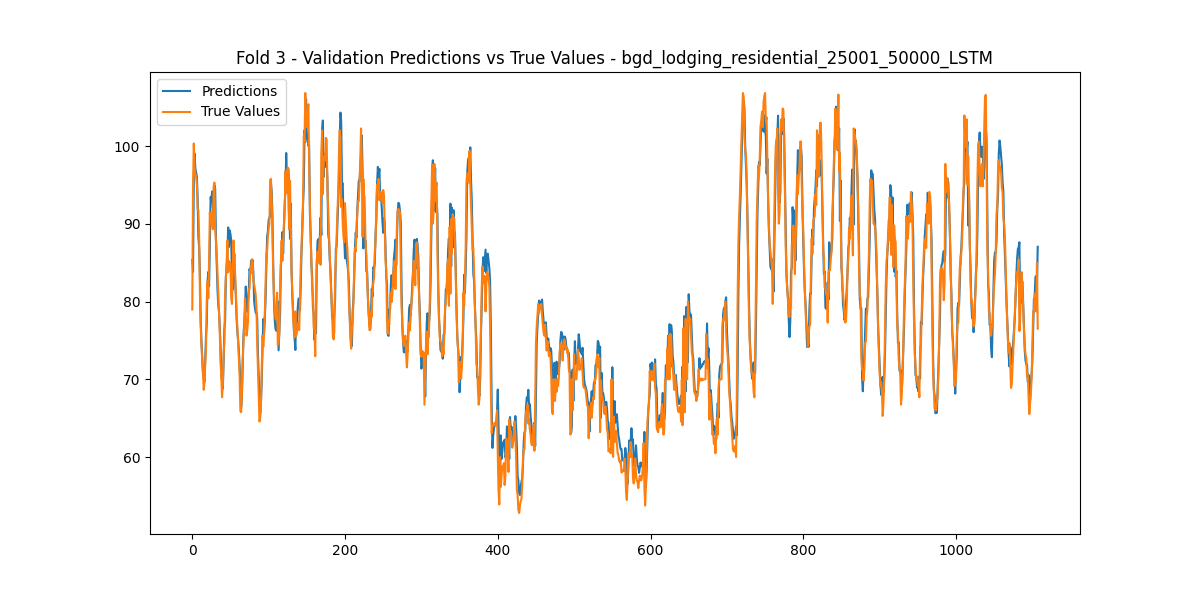 Fold 3 - Validation Predictions vs True Values - bgd_lodging_residential_25001_50000_LSTM
Predictions
True Values
100
90
80
70
60
0 200 400 600 800 1000